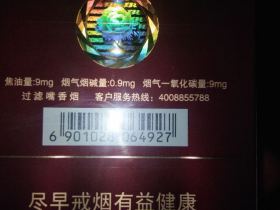 焦油量:9mg 烟气烟碱量:0.9mg 烟气一氧化碳量:9mg
过滤嘴香烟 客户服务热线: 4008855788
6 901028 064927
尽早戒烟有益健康